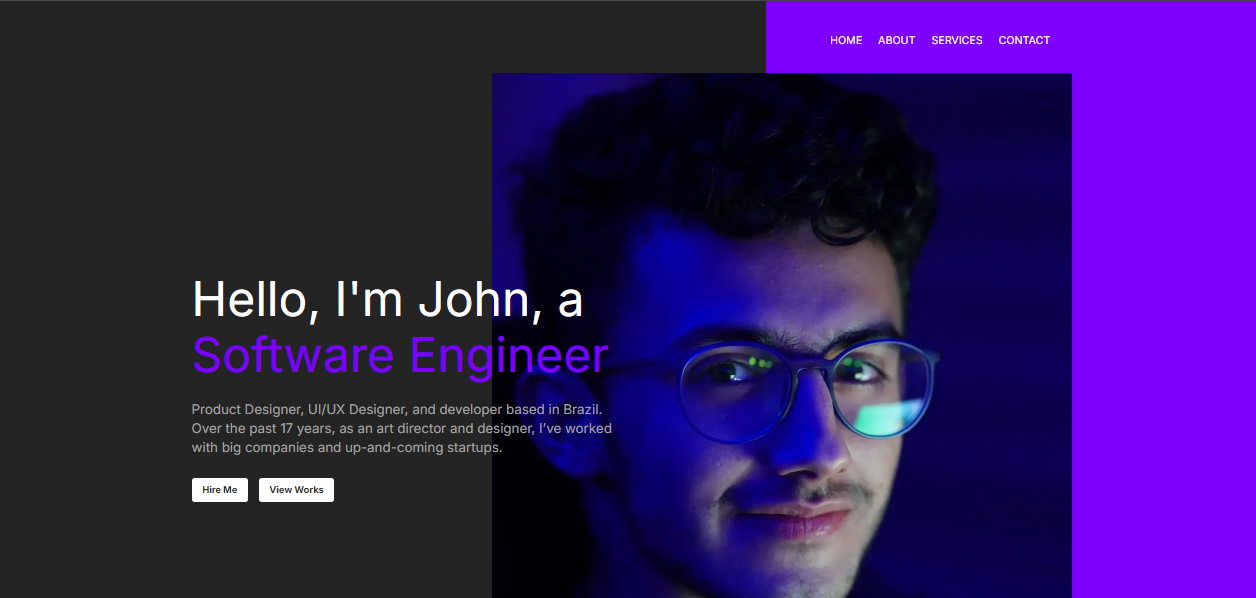 HOME ABOUT SERVICES CONTACT
Hello, I'm John, a
Software Engineer
Product Designer, UI/UX Designer, and developer based in Brazil.
Over the past 17 years, as an art director and designer, I’ve worked
with big companies and up-and-coming startups.
Hire Me View Works